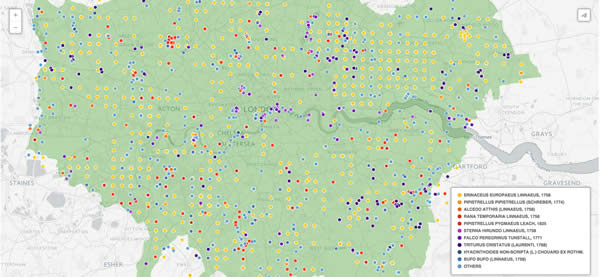 ACTON
LONDON
CHELSEA
BATTERSEA
Thames
GRAYS
DARTFORD
GRAVESEND
STAINES
ESHER
ERINACEUS EUROPAEUS LINNAEUS, 1758
PIPISTRELLUS PIPISTRELLUS (SCHREBER, 1774)
ALCEDO ATTHIS (LINNAEUS, 1758)
RANA TEMPORARIA LINNAEUS, 1758
PIPISTRELLUS PYGMAEUS LEACH, 1825
STERNA HIRUNDO LINNAEUS, 1758
FALCO PEREGRINUS TUNSTALL, 1771
TRITURUS CRISTATUS (LAURENTI, 1768)
HYACINTHOIDES NON-SCRIPTA (L.) CHOUARD EX ROTHM.
BUFO BUFO (LINNAEUS, 1758)
OTHERS